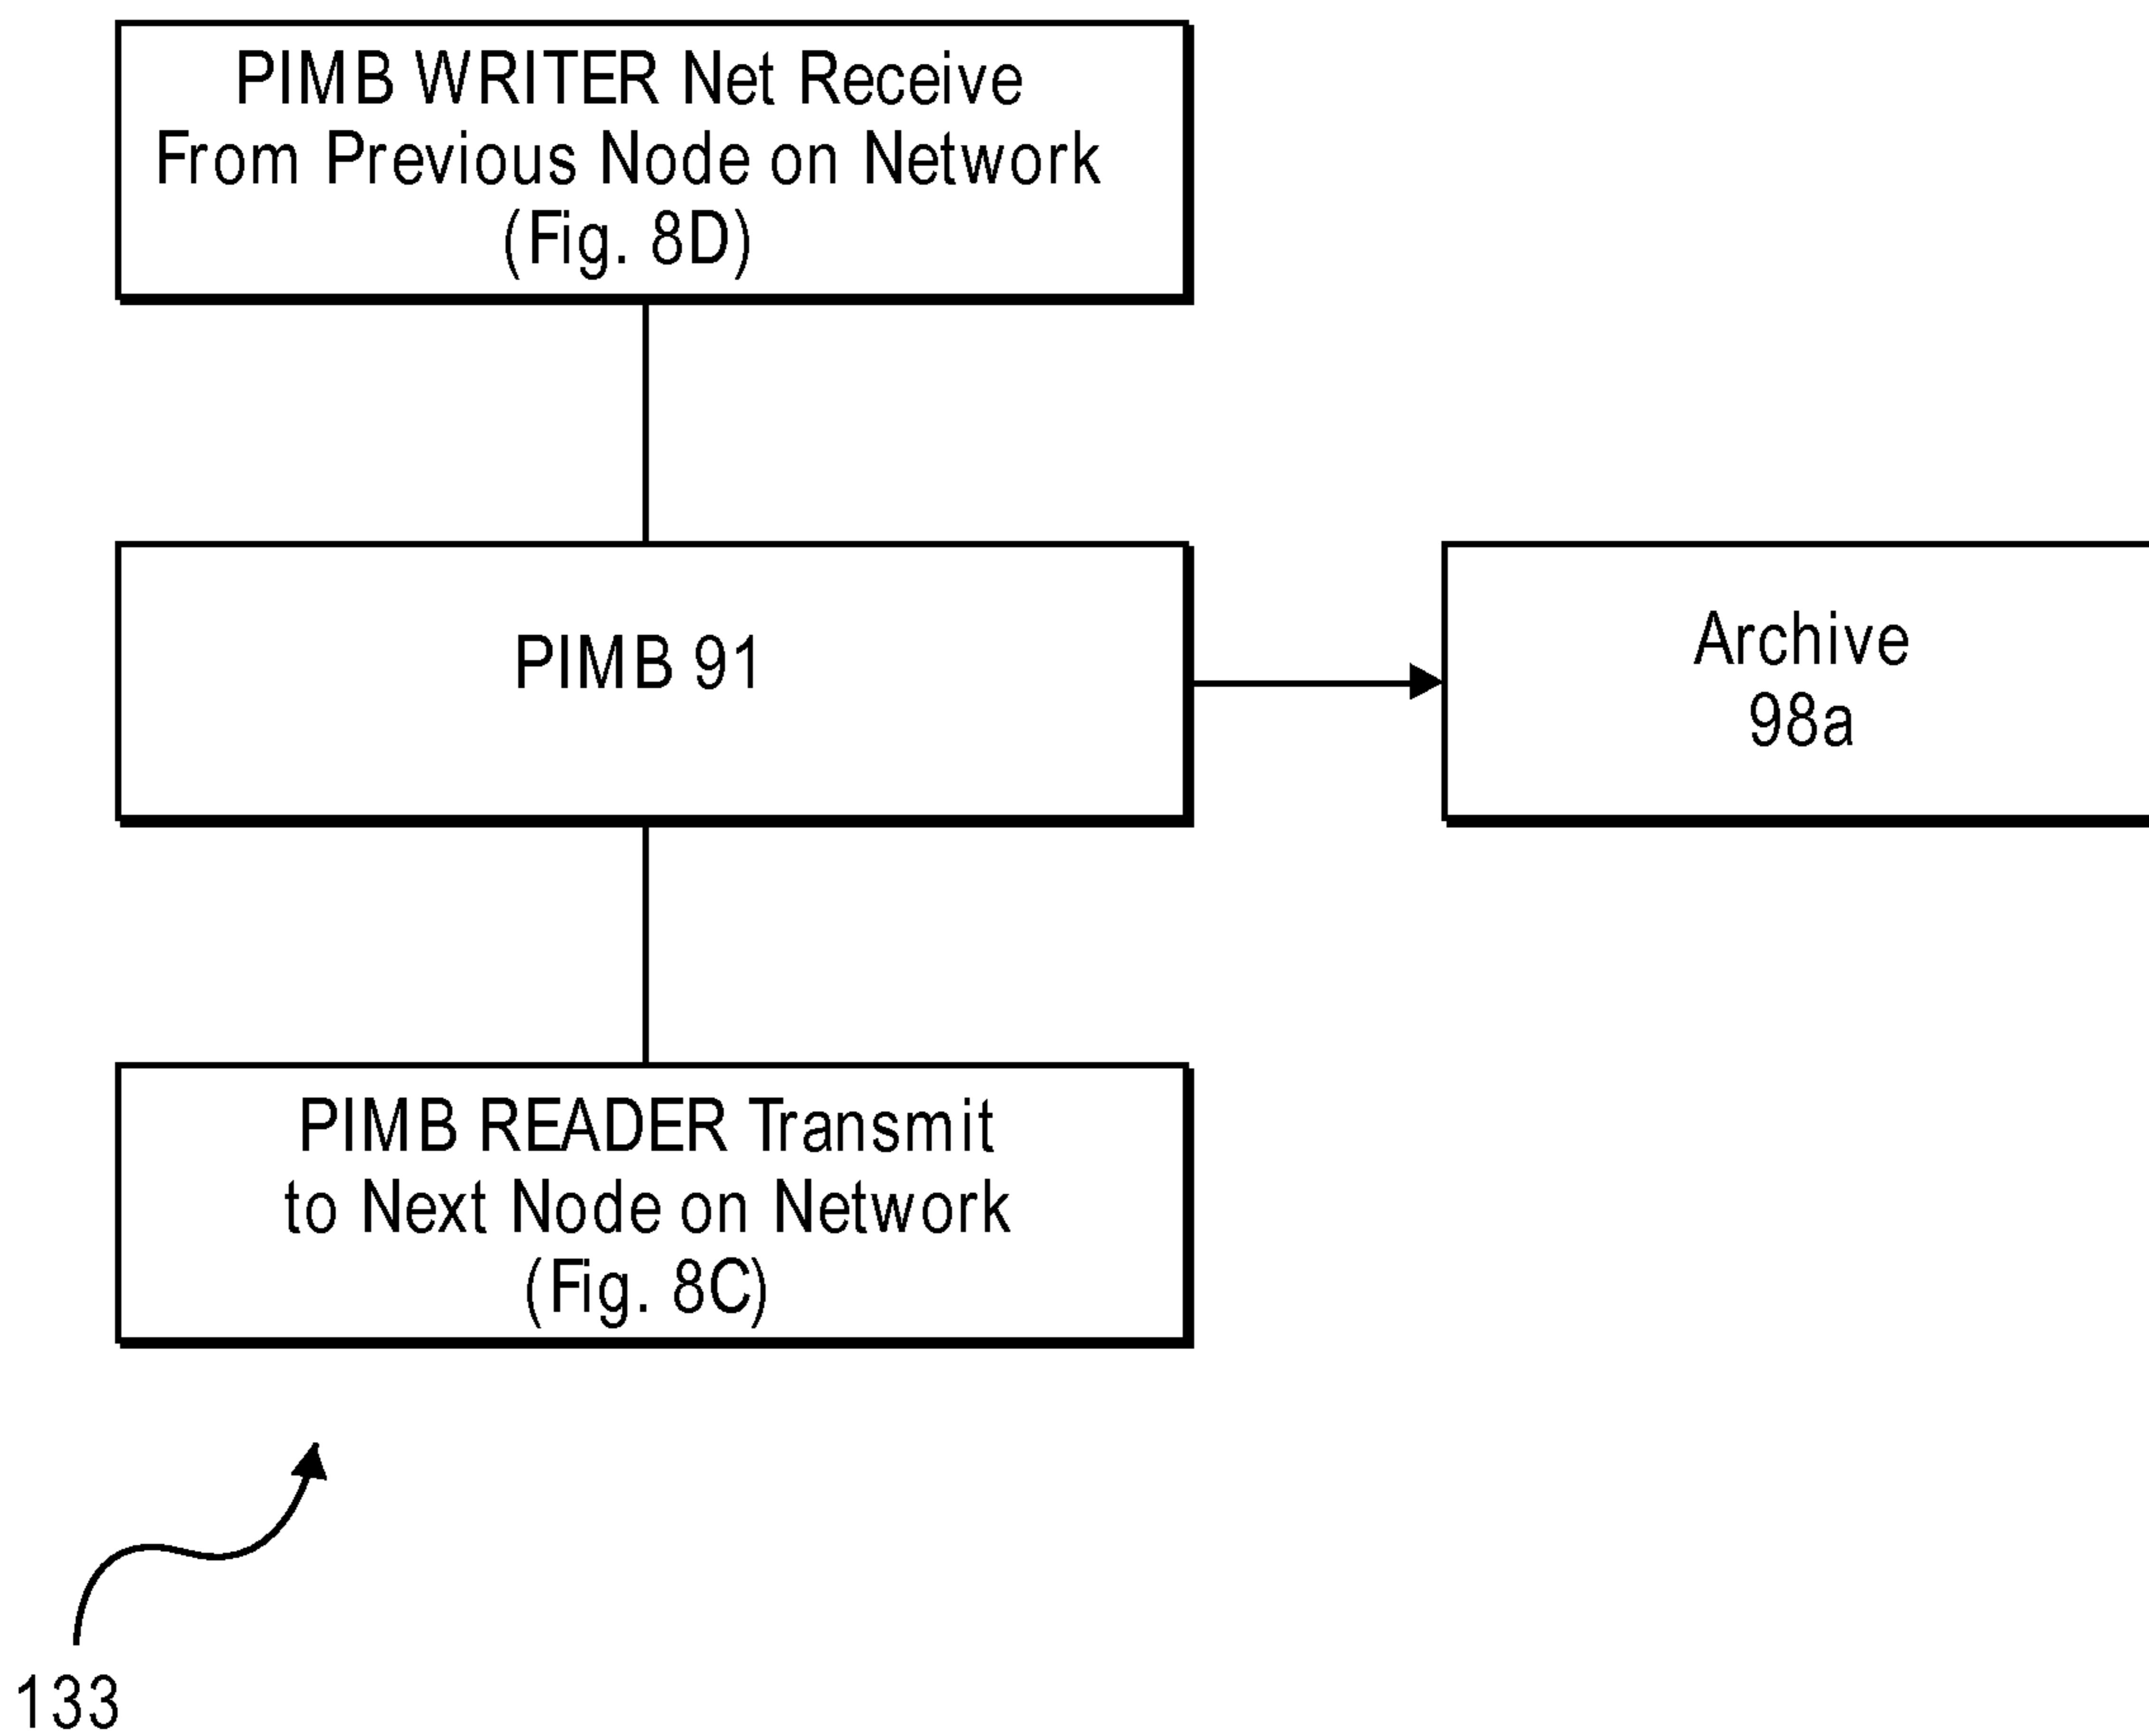 PIMB WRITER Net Receive
From Previous Node on Network
(Fig. 8D)
PIMB 91
Archive
98a
PIMB READER Transmit
to Next Node on Network
(Fig. 8C)
133